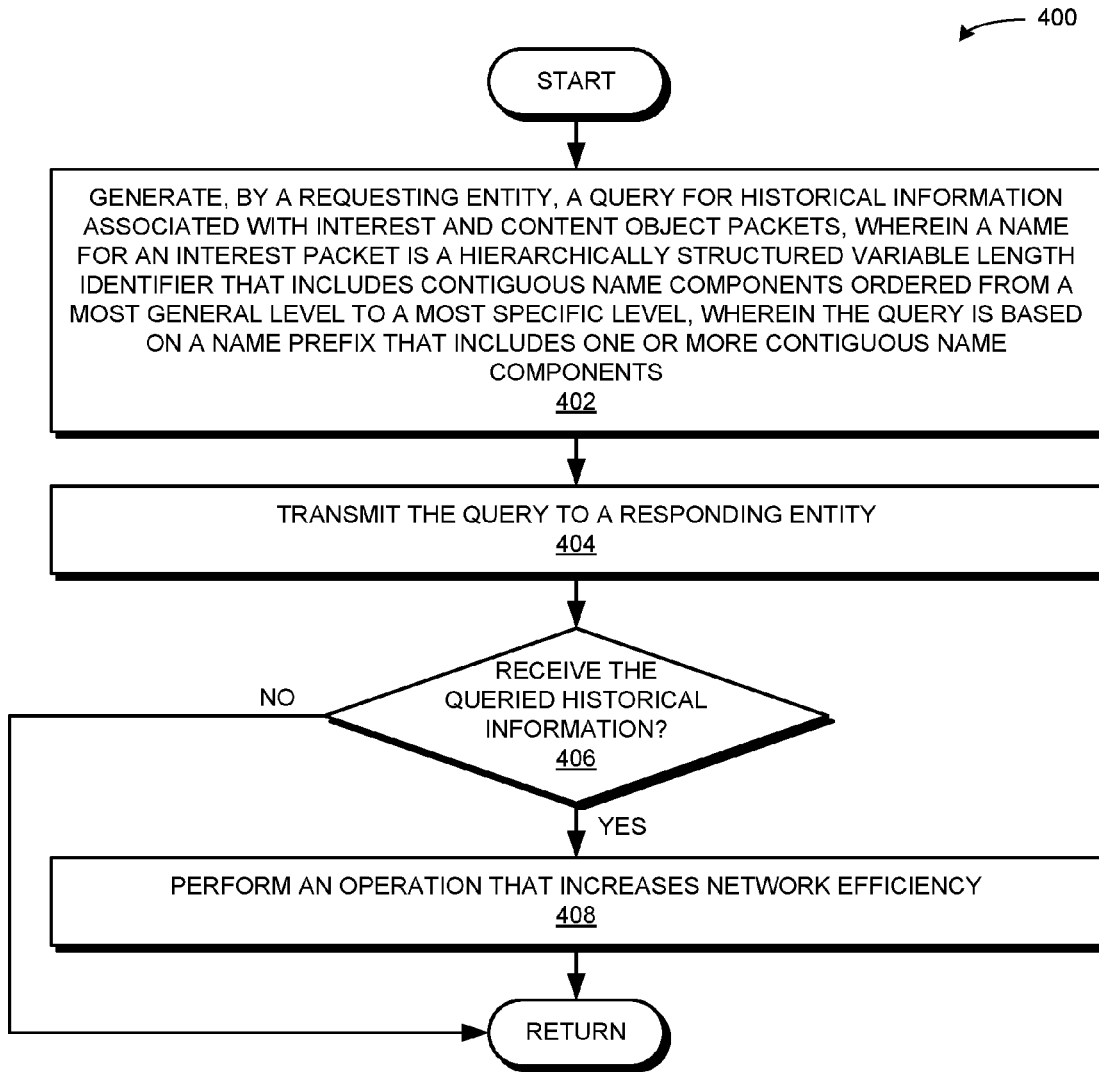 400
START
GENERATE, BY A REQUESTING ENTITY, A QUERY FOR HISTORICAL INFORMATION
ASSOCIATED WITH INTEREST AND CONTENT OBJECT PACKETS, WHEREIN A NAME
FOR AN INTEREST PACKET IS A HIERARCHICALLY STRUCTURED VARIABLE LENGTH
IDENTIFIER THAT INCLUDES CONTIGUOUS NAME COMPONENTS ORDERED FROM A
MOST GENERAL LEVEL TO A MOST SPECIFIC LEVEL, WHEREIN THE QUERY IS BASED
ON A NAME PREFIX THAT INCLUDES ONE OR MORE CONTIGUOUS NAME
COMPONENTS
402
TRANSMIT THE QUERY TO A RESPONDING ENTITY
404
RECEIVE THE
QUERIED HISTORICAL
INFORMATION?
406
NO
YES
PERFORM AN OPERATION THAT INCREASES NETWORK EFFICIENCY
408
RETURN